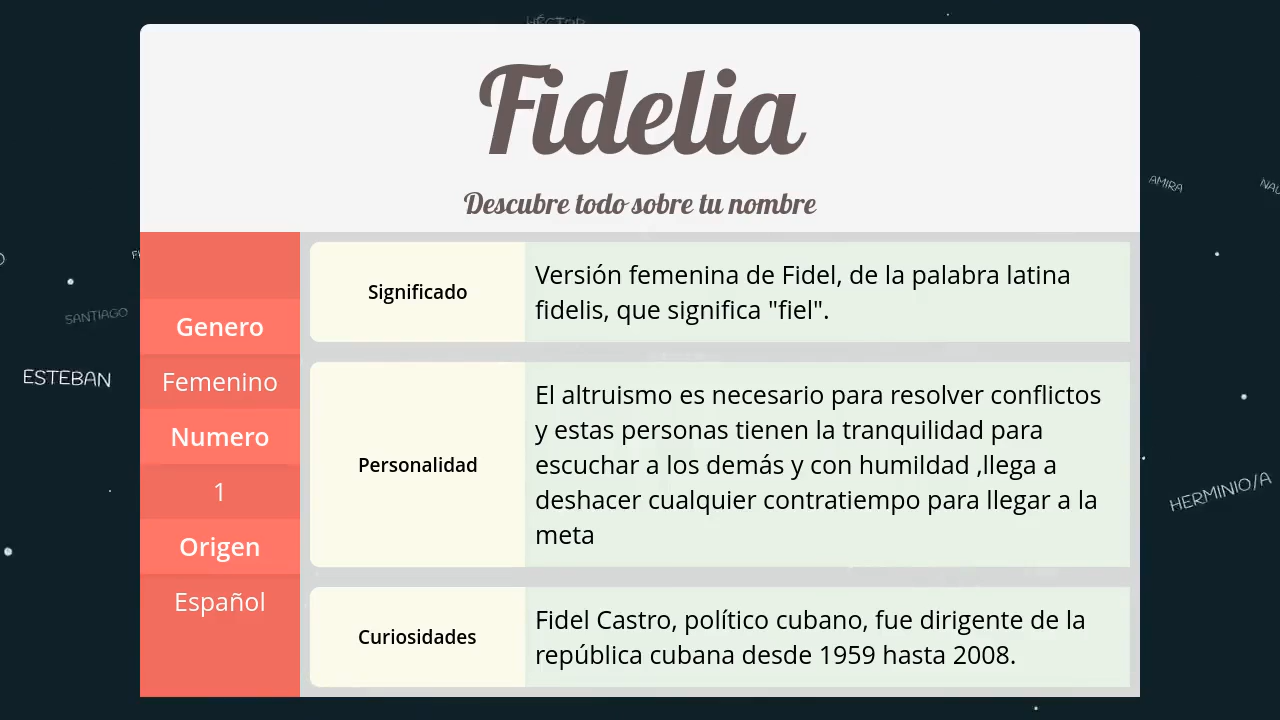 HÉCTOR
Fidelia
Descubre todo sobre tu nombre
AMIRA
SANTIAGO
ESTEBAN
HERMINIO/A
Genero
Femenino
Numero
1
Origen
Español
Significado
Versión femenina de Fidel, de la palabra latina
fidelis, que significa "fiel".
Personalidad
El altruismo es necesario para resolver conflictos
y estas personas tienen la tranquilidad para
escuchar a los demás y con humildad ,llega a
deshacer cualquier contratiempo para llegar a la
meta
Curiosidades
Fidel Castro, político cubano, fue dirigente de la
república cubana desde 1959 hasta 2008.